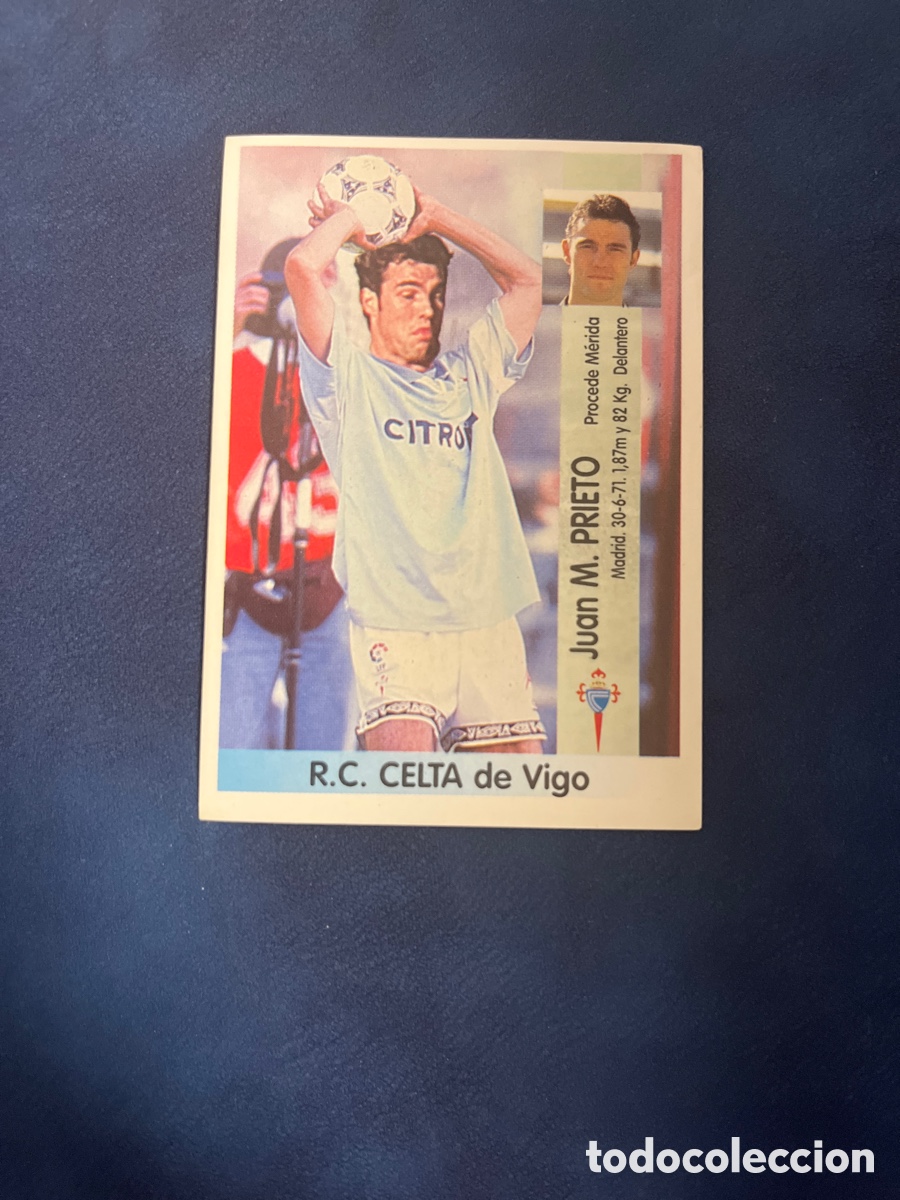 CITRO
Juan M. PRIETO Procede Mérida
Madrid. 30-6-71. 1,87m y 82 Kg. Delantero
R.C. CELTA de Vigo
todocoleccion